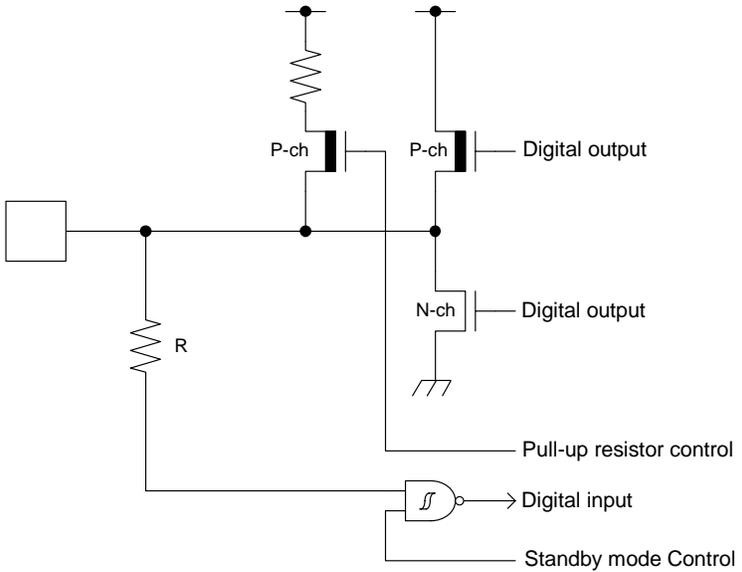 P-ch
P-ch
Digital output
N-ch
Digital output
R
Pull-up resistor control
Digital input
Standby mode Control